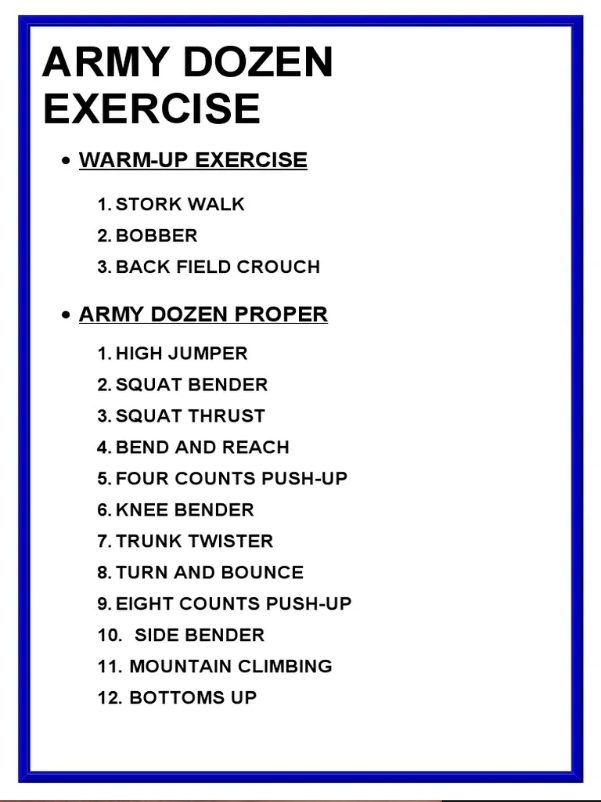 ARMY DOZEN
EXERCISE
• WARM-UP EXERCISE
1. STORK WALK
2. BOBBER
3. BACK FIELD CROUCH
• ARMY DOZEN PROPER
1. HIGH JUMPER
2. SQUAT BENDER
3. SQUAT THRUST
4. BEND AND REACH
5. FOUR COUNTS PUSH-UP
6. KNEE BENDER
7. TRUNK TWISTER
8. TURN AND BOUNCE
9. EIGHT COUNTS PUSH-UP
10. SIDE BENDER
11. MOUNTAIN CLIMBING
12. BOTTOMS UP